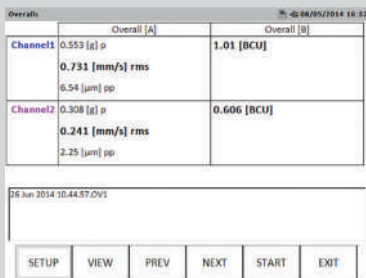 Overalls 08/05/2014 16:32
Overall [A] Overall [B]
Channel1 0.553 [g] p 1.01 [BCU]
0.731 [mm/s] rms
6.54 [µm] pp
Channel2 0.308 [g] p 0.606 [BCU]
0.241 [mm/s] rms
2.25 [µm] pp
26 Jun 2014 10.44.57.OV1
SETUP VIEW PREV NEXT START EXIT